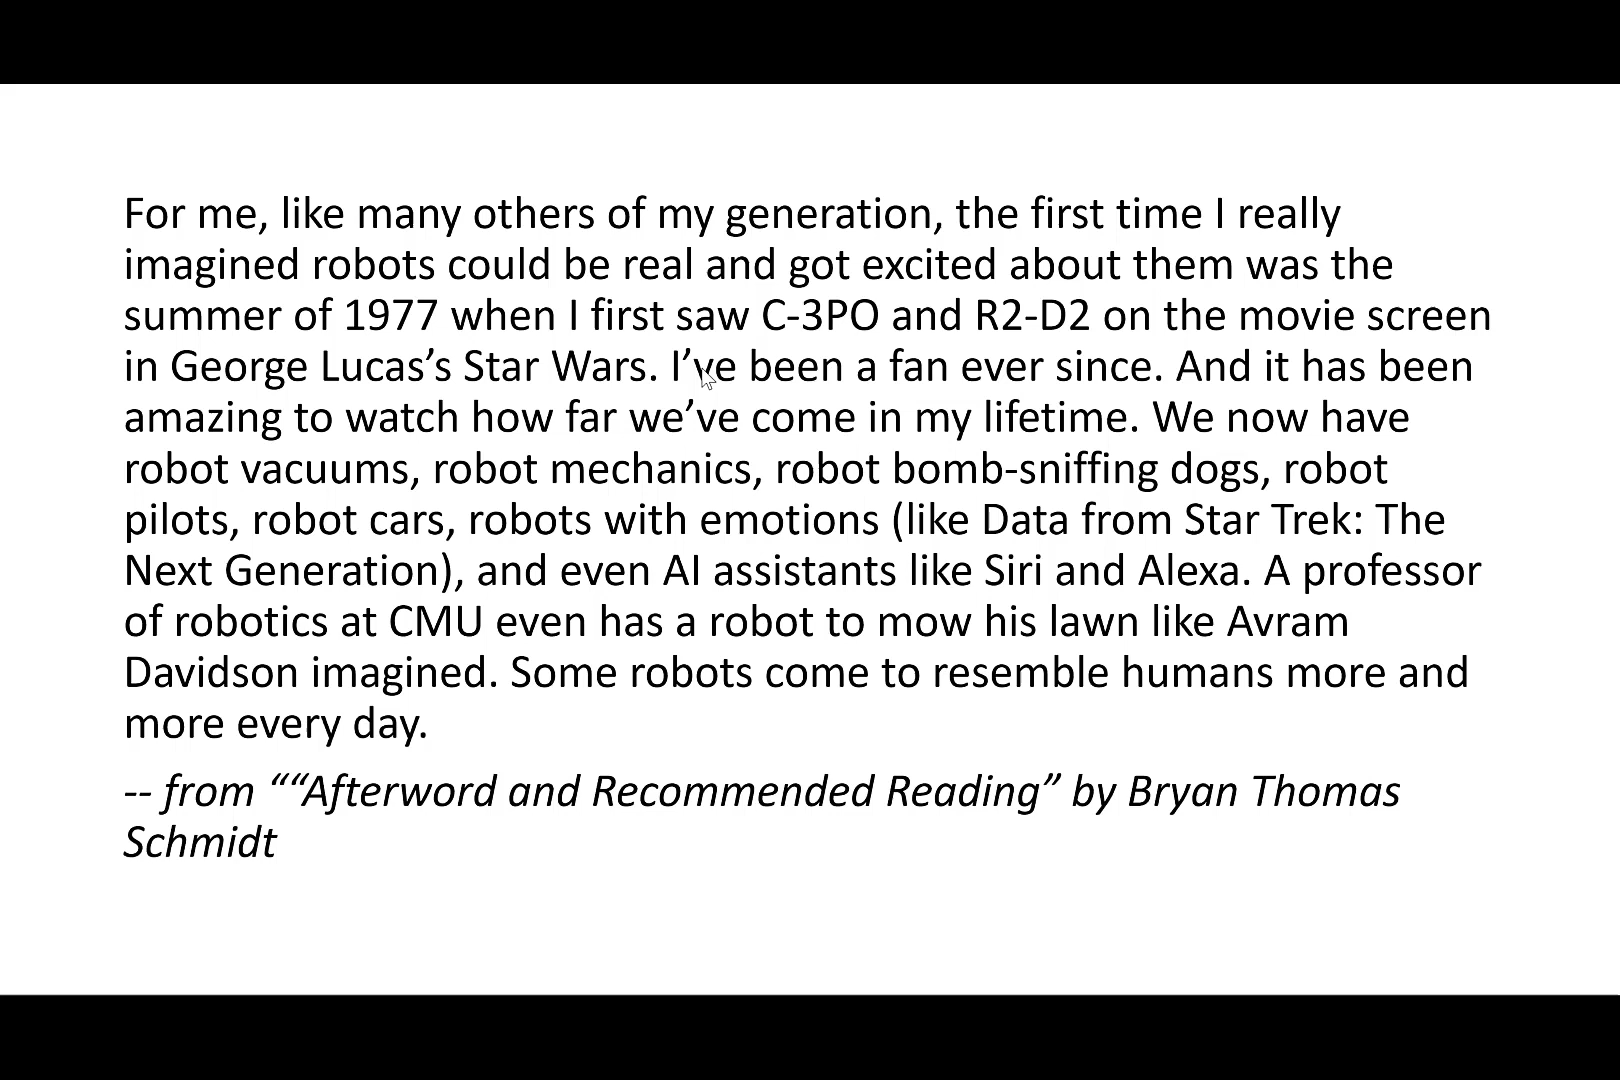 For me, like many others of my generation, the first time I really
imagined robots could be real and got excited about them was the
summer of 1977 when I first saw C-3PO and R2-D2 on the movie screen
in George Lucas’s Star Wars. I’ve been a fan ever since. And it has been
amazing to watch how far we’ve come in my lifetime. We now have
robot vacuums, robot mechanics, robot bomb-sniffing dogs, robot
pilots, robot cars, robots with emotions (like Data from Star Trek: The
Next Generation), and even AI assistants like Siri and Alexa. A professor
of robotics at CMU even has a robot to mow his lawn like Avram
Davidson imagined. Some robots come to resemble humans more and
more every day.
-- from ““Afterword and Recommended Reading” by Bryan Thomas
Schmidt